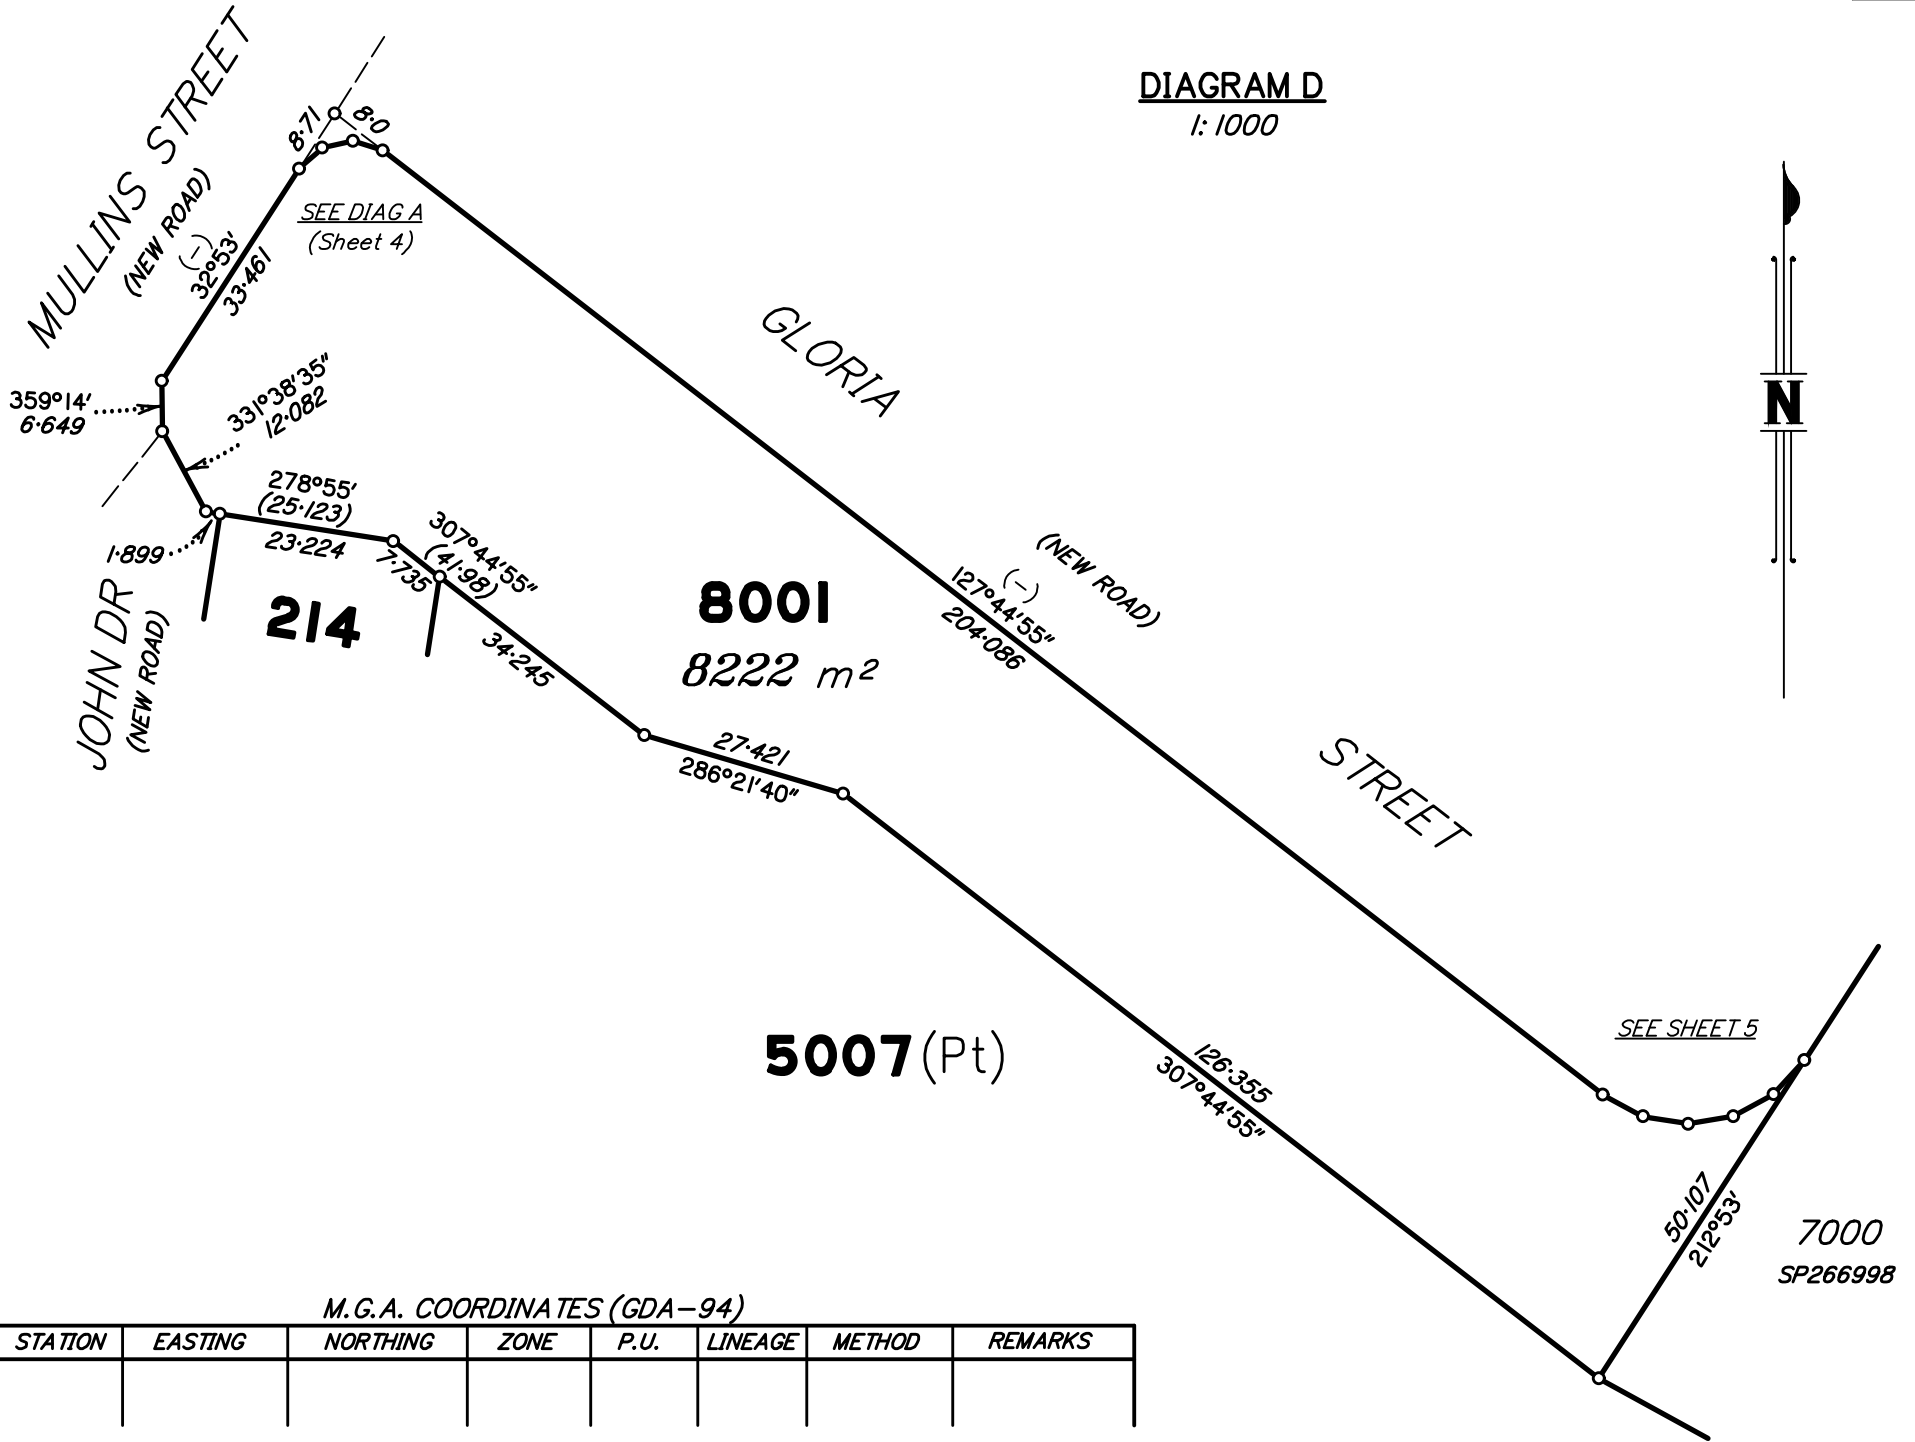 DIAGRAM D
1:1000
MULLINS STREET
(NEW ROAD)
8·71
8·0
SEE DIAG A
(Sheet 4)
(-)
32°53'
33·461
359°14'
6·649
331°38'35"
12·082
278°55'
(25·123)
23·224
1·899
307°44'55"
(41·98)
7·735
34·245
JOHN DR
(NEW ROAD)
214
8001
8222 m²
27·421
286°21'40"
GLORIA
STREET
(NEW ROAD)
(-)
127°44'55"
204·086
N
5007 (Pt)
126·355
307°44'55"
SEE SHEET 5
50·107
212°53'
7000
SP266998
M.G.A. COORDINATES (GDA-94)
STATION EASTING NORTHING ZONE P.U. LINEAGE METHOD REMARKS